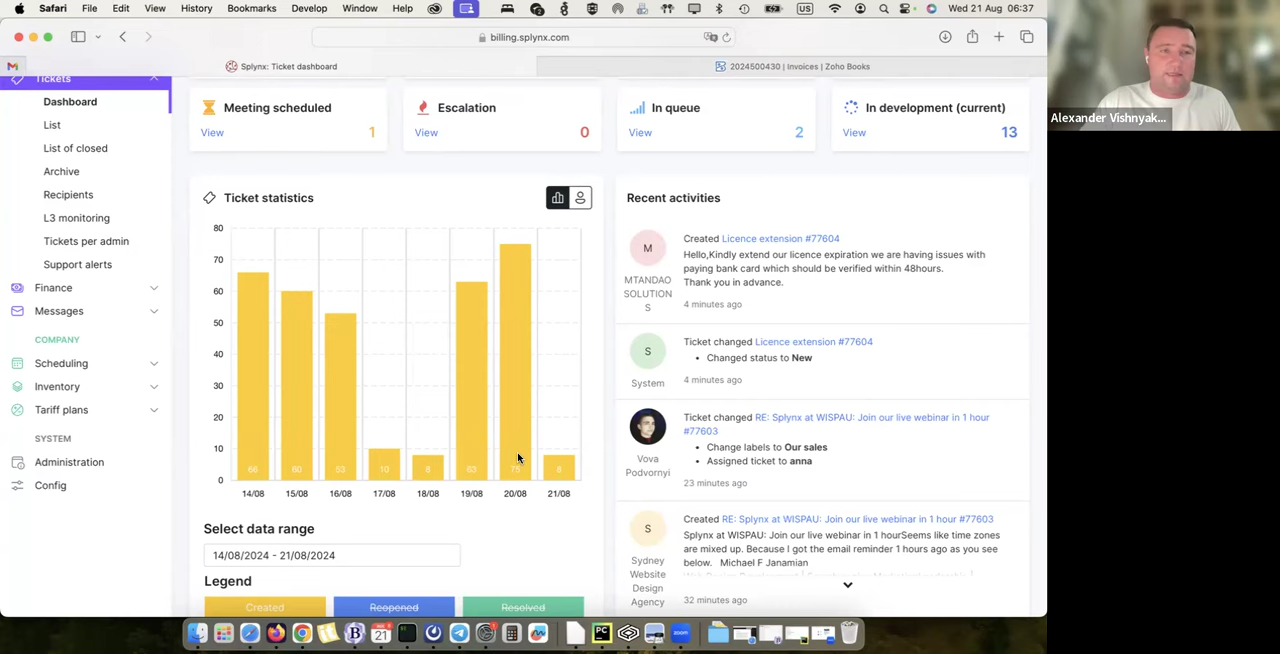 Safari File Edit View History Bookmarks Develop Window Help US Wed 21 Aug 06:37
billing.splynx.com
Splynx: Ticket dashboard 2024500430 | Invoices | Zoho Books
Tickets
Dashboard
List
List of closed
Archive
Recipients
L3 monitoring
Tickets per admin
Support alerts
Finance
Messages
COMPANY
Scheduling
Inventory
Tariff plans
SYSTEM
Administration
Config
Meeting scheduled
View 1
Escalation
View 0
In queue
View 2
In development (current)
View 13
Ticket statistics
80
70
60
50
40
30
20
10
0
66 60 53 10 8 63 75 8
14/08 15/08 16/08 17/08 18/08 19/08 20/08 21/08
Select data range
14/08/2024 - 21/08/2024
Legend
Created Reopened Resolved
Recent activities
M
MTANDAO
SOLUTION
S
Created Licence extension #77604
Hello,Kindly extend our licence expiration we are having issues with
paying bank card which should be verified within 48hours.
Thank you in advance.
4 minutes ago
S
System
Ticket changed Licence extension #77604
• Changed status to New
4 minutes ago
Vova
Podvornyi
Ticket changed RE: Splynx at WISPAU: Join our live webinar in 1 hour
#77603
• Change labels to Our sales
• Assigned ticket to anna
23 minutes ago
S
Sydney
Website
Design
Agency
Created RE: Splynx at WISPAU: Join our live webinar in 1 hour #77603
Splynx at WISPAU: Join our live webinar in 1 hourSeems like time zones
are mixed up. Because I got the email reminder 1 hours ago as you see
below. Michael F Janamian
32 minutes ago
Alexander Vishnyak...
AUG
21
PC
zoom